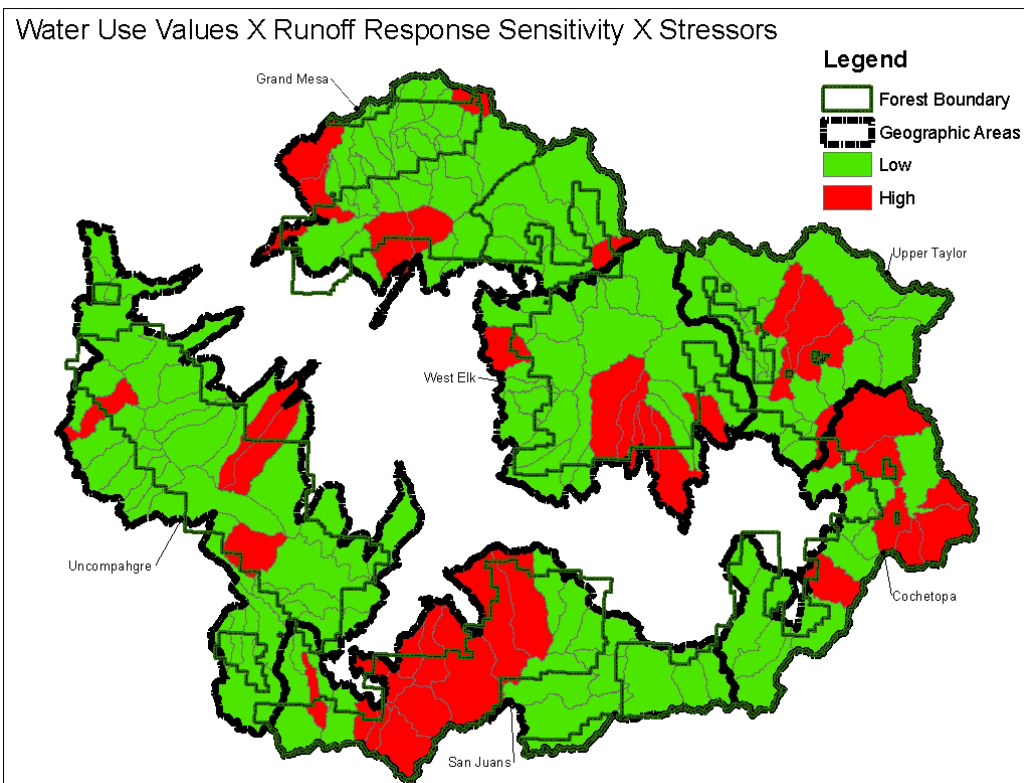 Water Use Values X Runoff Response Sensitivity X Stressors
Legend
Forest Boundary
Geographic Areas
Low
High
Grand Mesa
Upper Taylor
West Elk
Uncompahgre
Cochetopa
San Juans